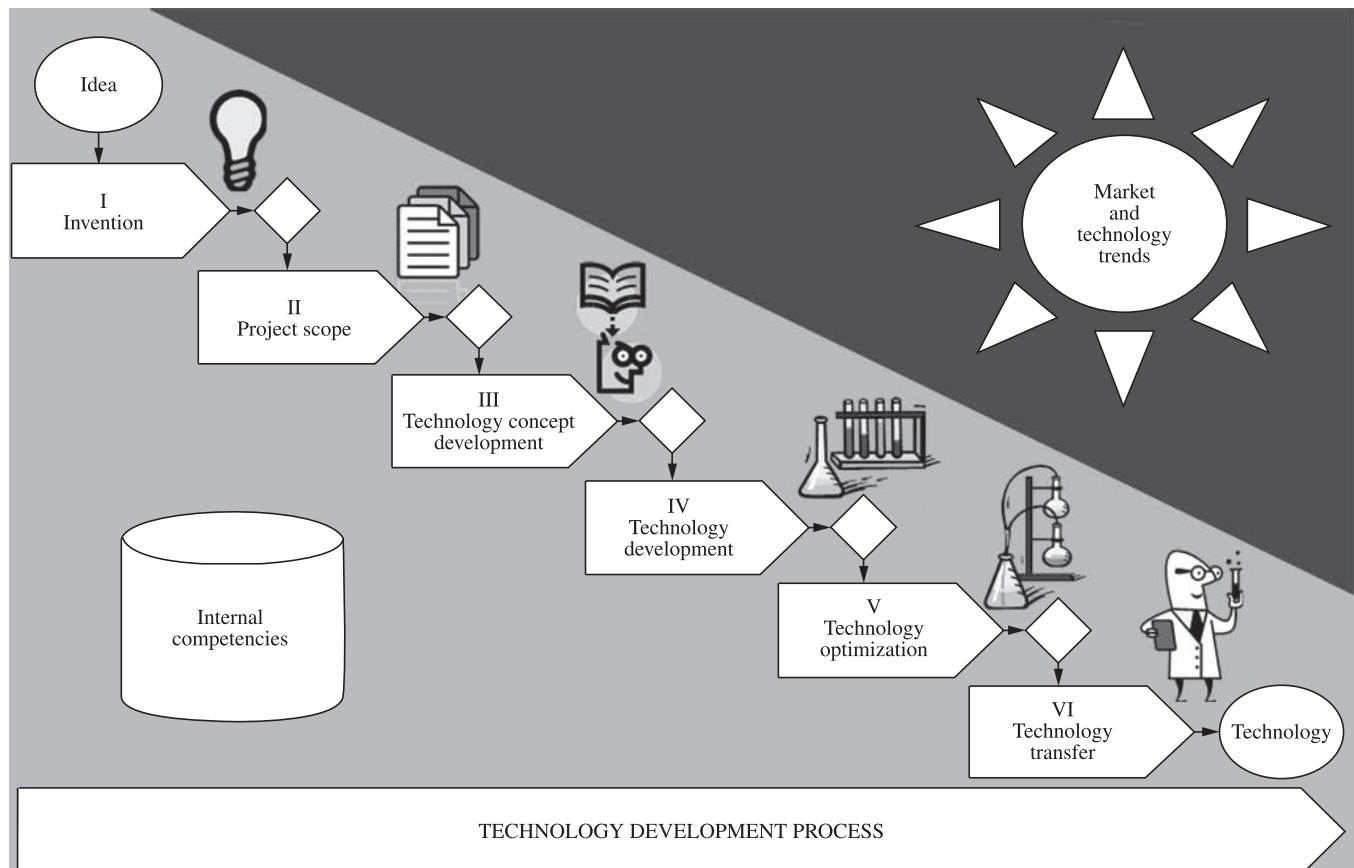 Idea
I
Invention
II
Project scope
III
Technology concept
development
IV
Technology
development
V
Technology
optimization
VI
Technology
transfer
Technology
Market
and
technology
trends
Internal
competencies
TECHNOLOGY DEVELOPMENT PROCESS